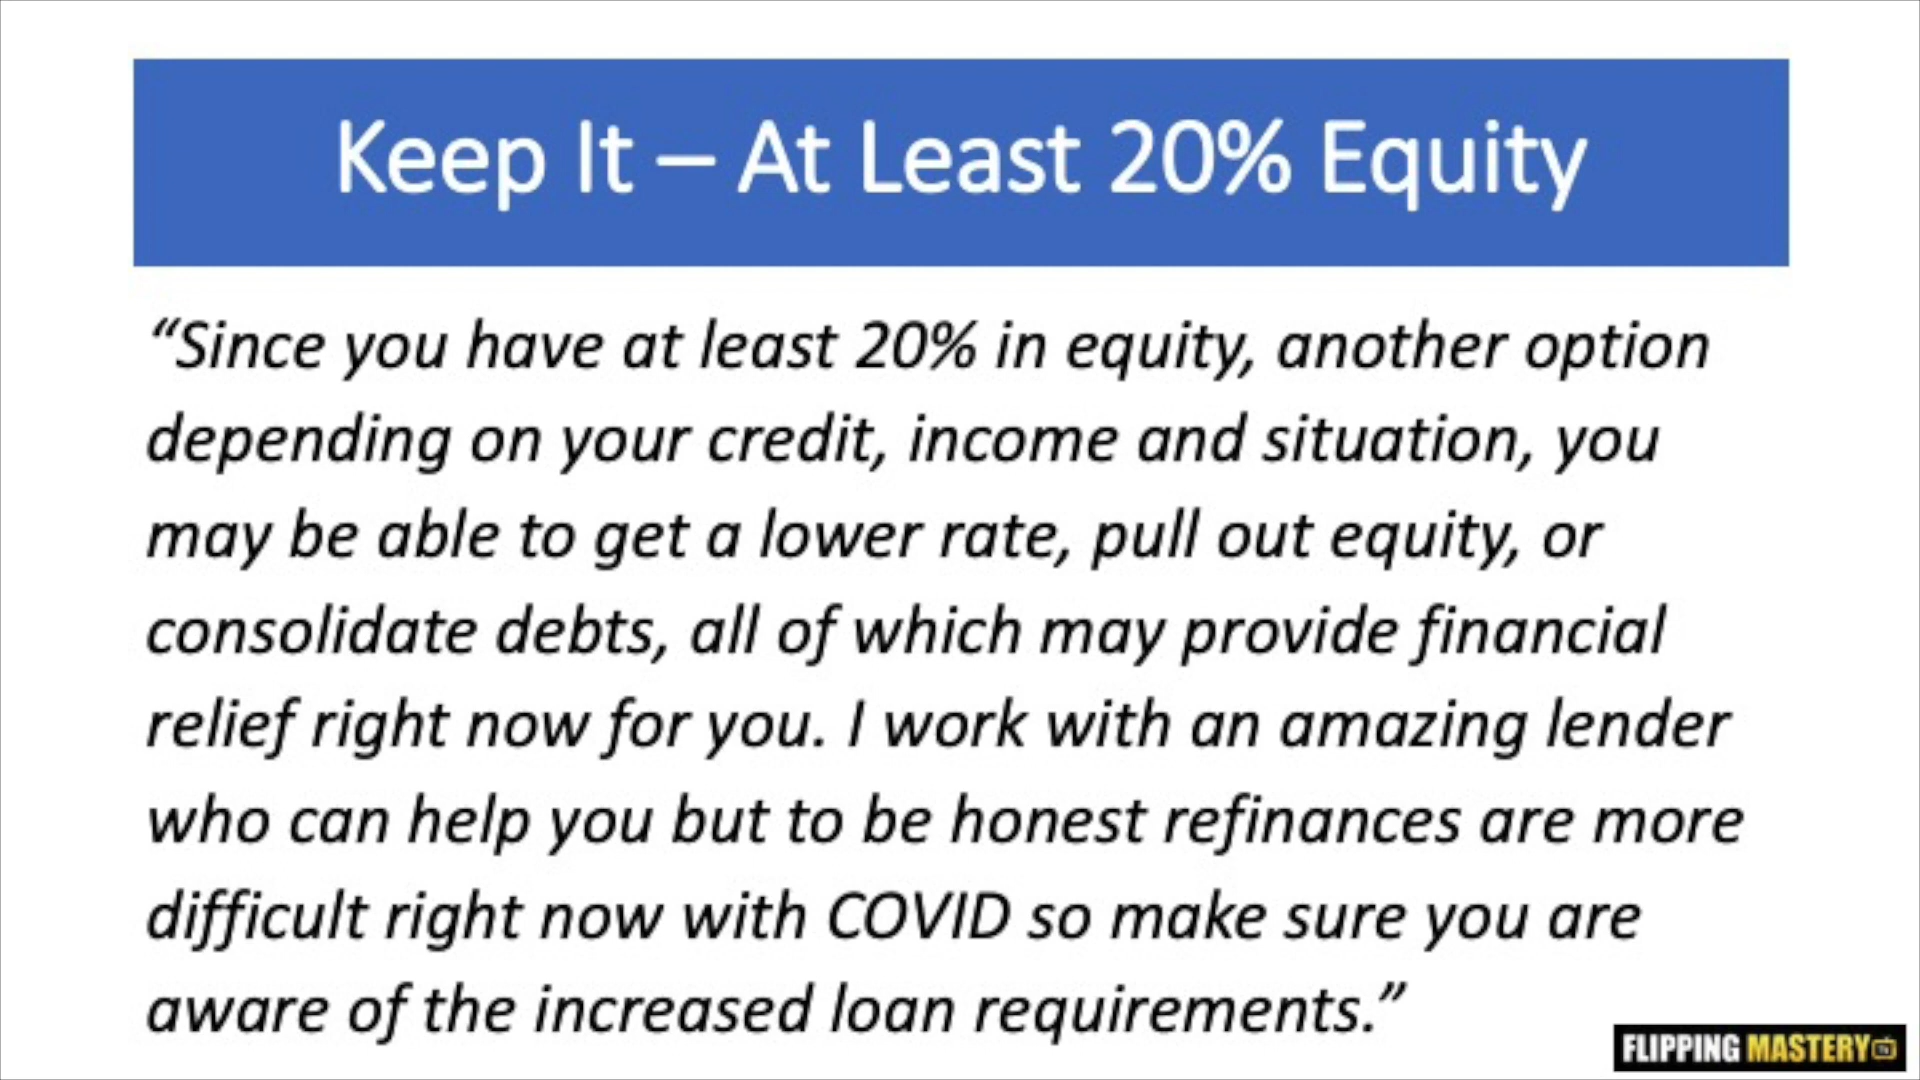 Keep It – At Least 20% Equity
“Since you have at least 20% in equity, another option
depending on your credit, income and situation, you
may be able to get a lower rate, pull out equity, or
consolidate debts, all of which may provide financial
relief right now for you. I work with an amazing lender
who can help you but to be honest refinances are more
difficult right now with COVID so make sure you are
aware of the increased loan requirements.”
FLIPPING MASTERY TV